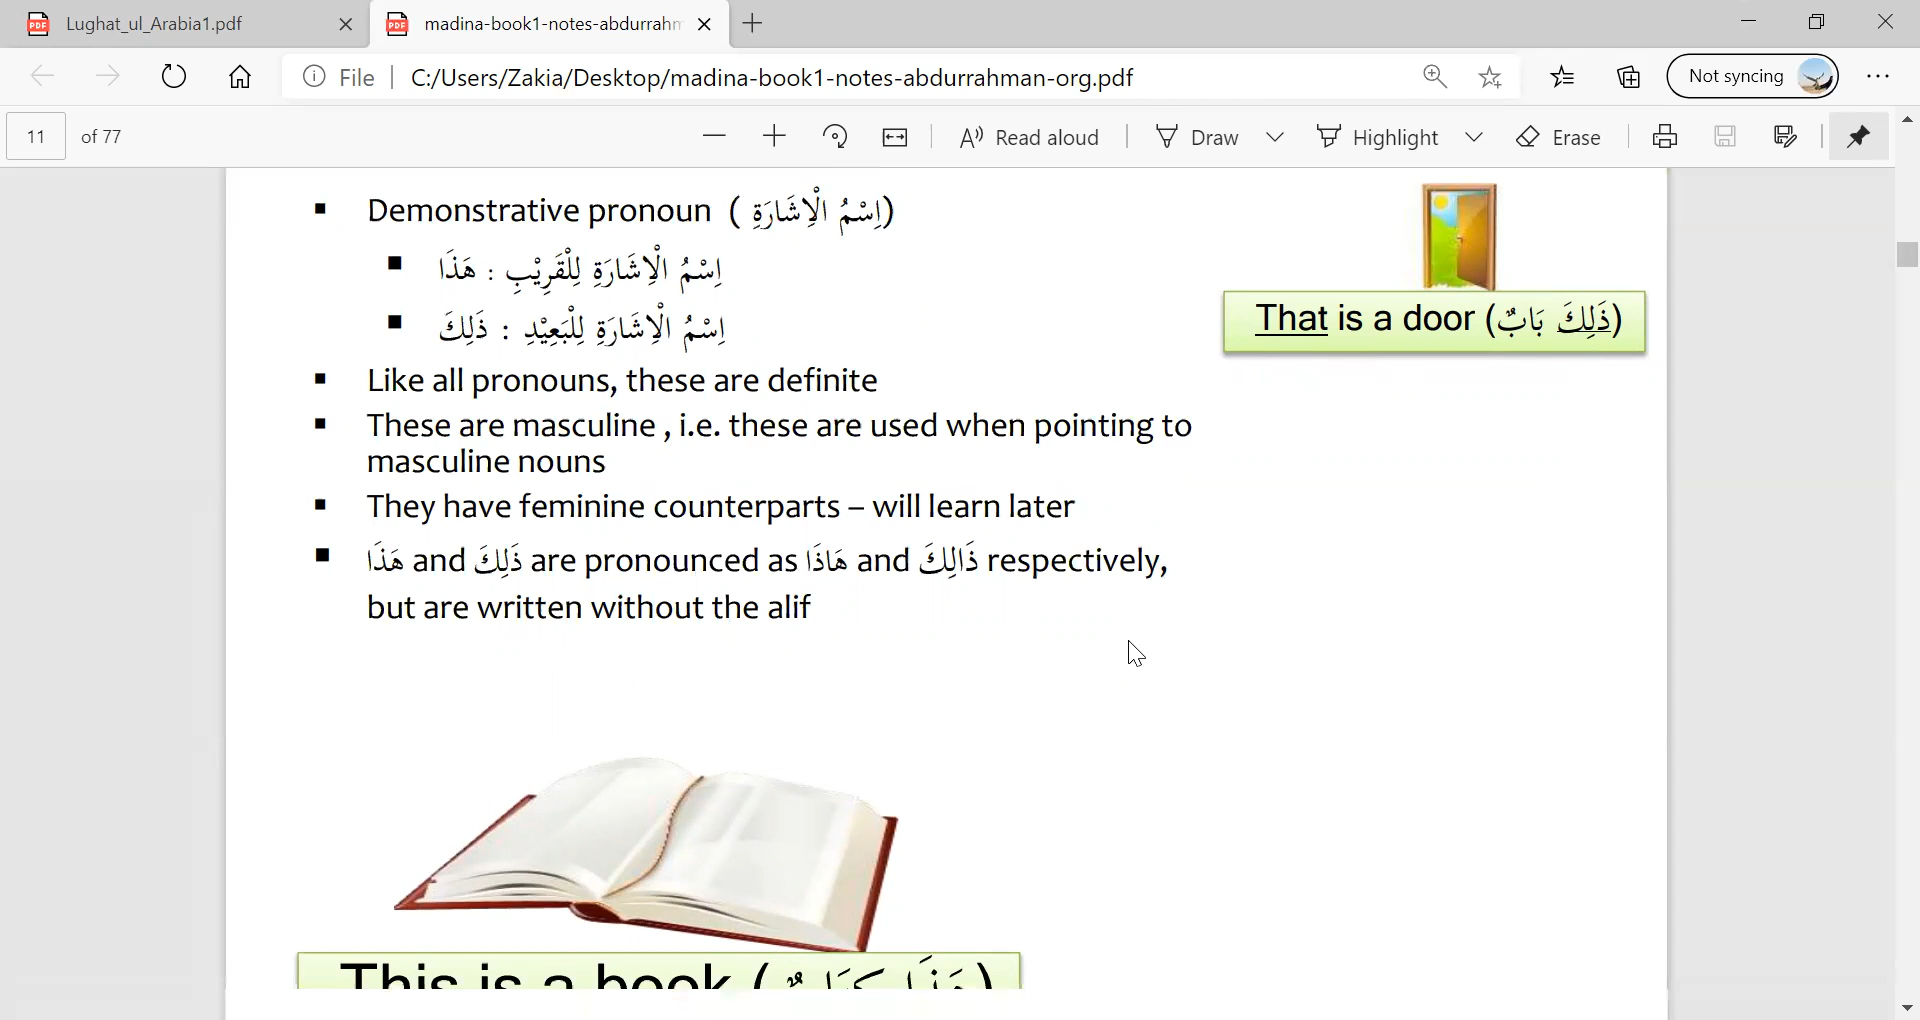 Lughat_ul_Arabia1.pdf
madina-book1-notes-abdurrahm
File
C:/Users/Zakia/Desktop/madina-book1-notes-abdurrahman-org.pdf
Not syncing
11 of 77
Read aloud
Draw
Highlight
Erase
Demonstrative pronoun (اِسْمُ الْاِشَارَةِ)
اِسْمُ الْاِشَارَةِ لِلْقَرِيْبِ : هَذَا
اِسْمُ الْاِشَارَةِ لِلْبَعِيْدِ : ذَلِكَ
That is a door (ذَلِكَ بَابٌ)
Like all pronouns, these are definite
These are masculine , i.e. these are used when pointing to
masculine nouns
They have feminine counterparts – will learn later
هَذَا and ذَلِكَ are pronounced as هَاذَا and ذَالِكَ respectively,
but are written without the alif
This is a book (هَذَا كِتَابٌ)